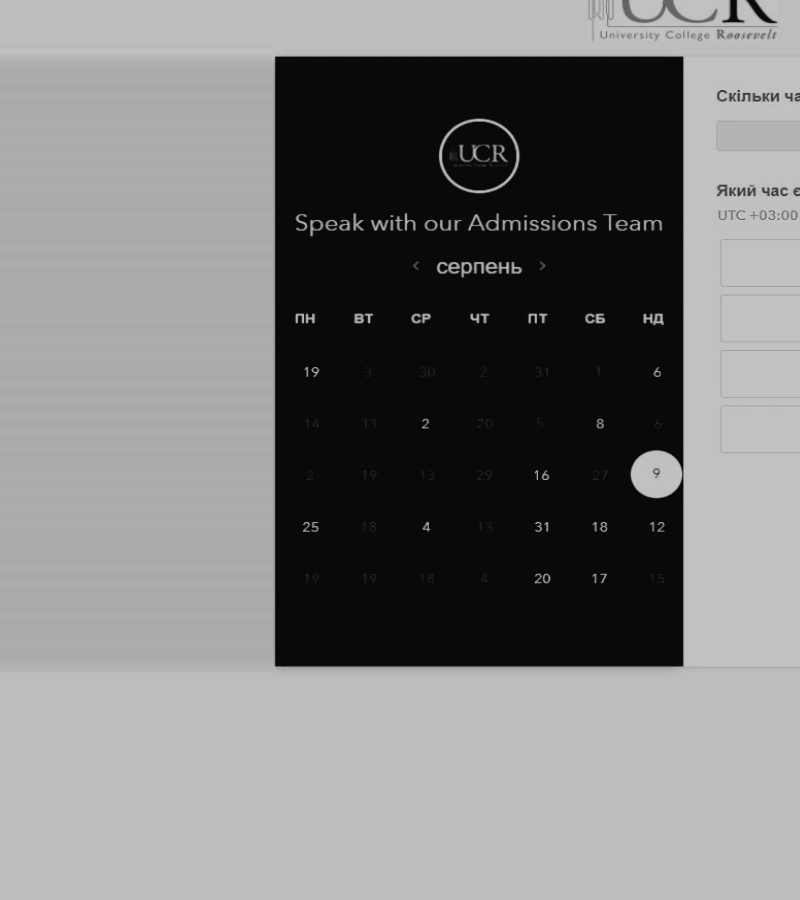 UCR
University College Roosevelt
UCR
Speak with our Admissions Team
< серпень >
ПН ВТ СР ЧТ ПТ СБ НД
19 3 30 2 31 1 6
14 13 2 20 5 8 6
2 19 13 29 16 27 9
25 18 4 13 31 18 12
19 19 18 4 20 17 15
Скільки ча
Який час є
UTC +03:00